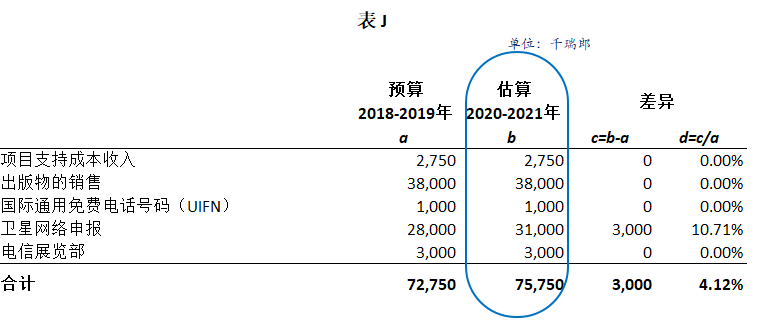 表 J
单位：千瑞郎
预算 估算 差异
2018-2019年 2020-2021年
a b c=b-a d=c/a
项目支持成本收入 2,750 2,750 0 0.00%
出版物的销售 38,000 38,000 0 0.00%
国际通用免费电话号码（UIFN） 1,000 1,000 0 0.00%
卫星网络申报 28,000 31,000 3,000 10.71%
电信展览部 3,000 3,000 0 0.00%
合计 72,750 75,750 3,000 4.12%